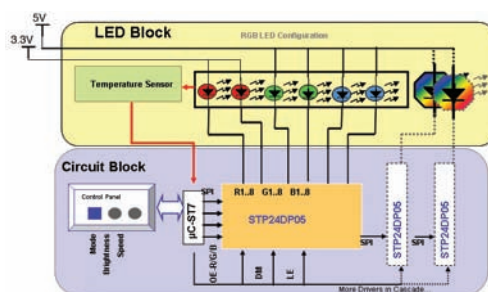 5V
3.3V
LED Block
RGB LED Configuration
Temperature Sensor
Circuit Block
Control Panel
Mode
Brightness
Speed
µC-ST7
SPI
R1..8 G1..8 B1..8
STP24DP05
OE-R/G/B
DM
LE
SPI
STP24DP05
SPI
STP24DP05
More Drivers in Cascade